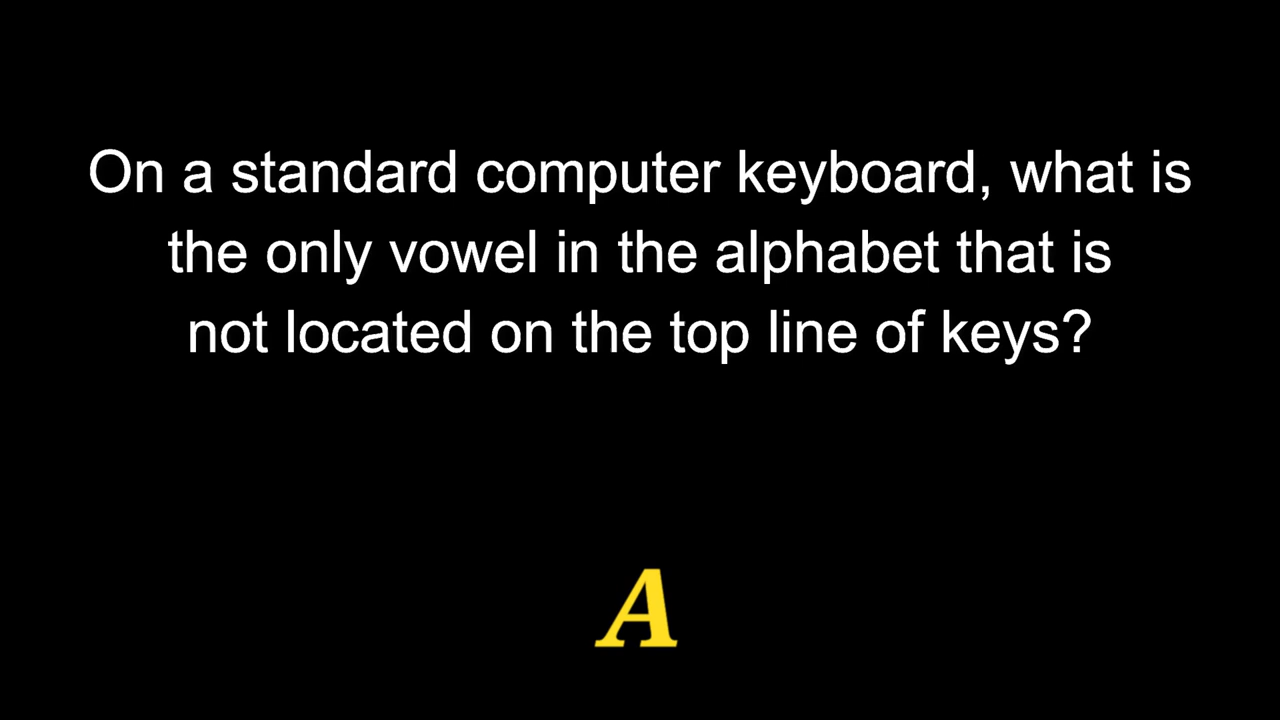 On a standard computer keyboard, what is
the only vowel in the alphabet that is
not located on the top line of keys?
A